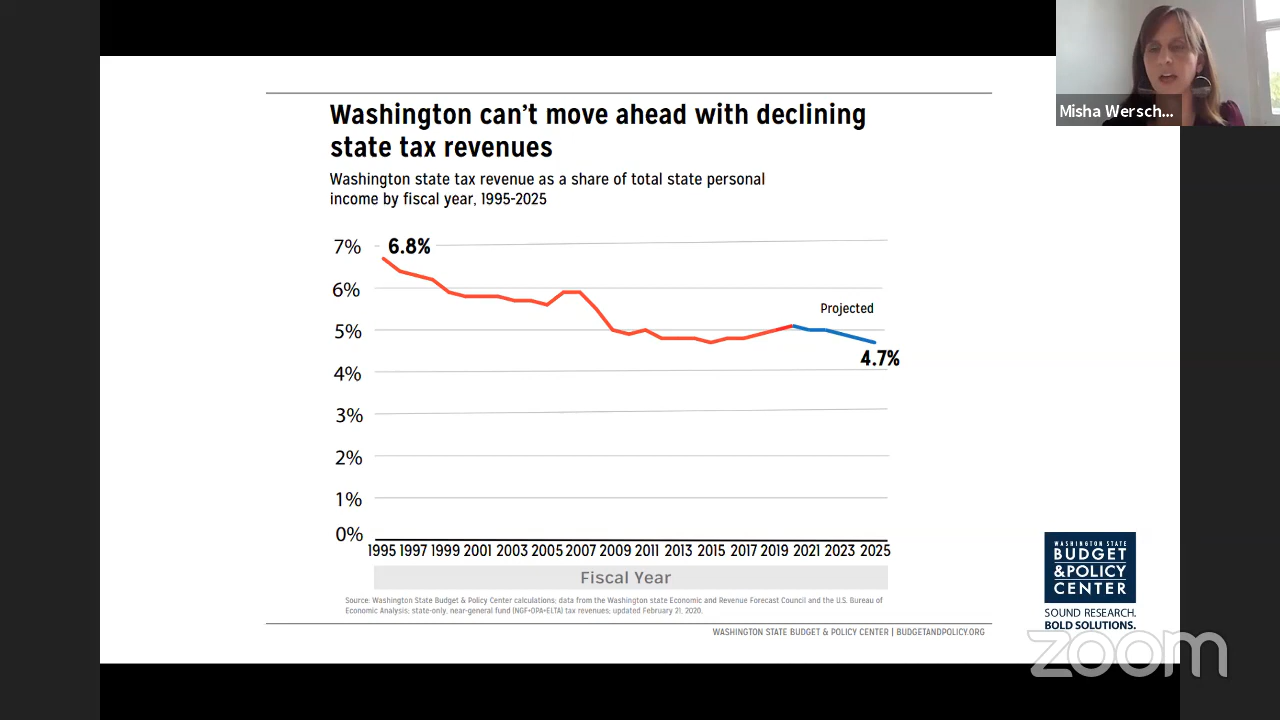 Misha Wersch...
Washington can't move ahead with declining
state tax revenues
Washington state tax revenue as a share of total state personal
income by fiscal year, 1995-2025
7%
6.8%
6%
Projected
5%
4.7%
4%
3%
2%
1%
0%
1995 1997 1999 2001 2003 2005 2007 2009 2011 2013 2015 2017 2019 2021 2023 2025
Fiscal Year
Source: Washington State Budget & Policy Center calculations; data from the Washington state Economic and Revenue Forecast Council and the U.S. Bureau of
Economic Analysis; state-only, near-general fund (NGF+OPA+ELTA) tax revenues; updated February 21, 2020.
WASHINGTON STATE BUDGET & POLICY CENTER | BUDGETANDPOLICY.ORG
WASHINGTON STATE
BUDGET
&POLICY
CENTER
SOUND RESEARCH.
BOLD SOLUTIONS.
zoom